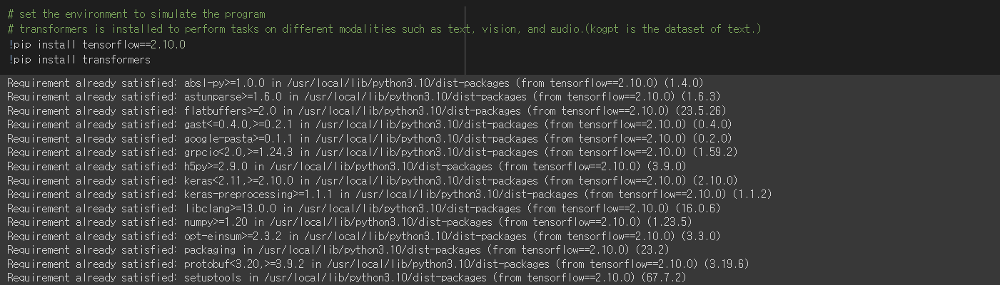 # set the environment to simulate the program
# transformers is installed to perform tasks on different modalities such as text, vision, and audio.(kogpt is the dataset of text.)
!pip install tensorflow==2.10.0
!pip install transformers
Requirement already satisfied: absl-py>=1.0.0 in /usr/local/lib/python3.10/dist-packages (from tensorflow==2.10.0) (1.4.0)
Requirement already satisfied: astunparse>=1.6.0 in /usr/local/lib/python3.10/dist-packages (from tensorflow==2.10.0) (1.6.3)
Requirement already satisfied: flatbuffers>=2.0 in /usr/local/lib/python3.10/dist-packages (from tensorflow==2.10.0) (23.5.26)
Requirement already satisfied: gast<=0.4.0,>=0.2.1 in /usr/local/lib/python3.10/dist-packages (from tensorflow==2.10.0) (0.4.0)
Requirement already satisfied: google-pasta>=0.1.1 in /usr/local/lib/python3.10/dist-packages (from tensorflow==2.10.0) (0.2.0)
Requirement already satisfied: grpcio<2.0,>=1.24.3 in /usr/local/lib/python3.10/dist-packages (from tensorflow==2.10.0) (1.59.2)
Requirement already satisfied: h5py>=2.9.0 in /usr/local/lib/python3.10/dist-packages (from tensorflow==2.10.0) (3.9.0)
Requirement already satisfied: keras<2.11,>=2.10.0 in /usr/local/lib/python3.10/dist-packages (from tensorflow==2.10.0) (2.10.0)
Requirement already satisfied: keras-preprocessing>=1.1.1 in /usr/local/lib/python3.10/dist-packages (from tensorflow==2.10.0) (1.1.2)
Requirement already satisfied: libclang>=13.0.0 in /usr/local/lib/python3.10/dist-packages (from tensorflow==2.10.0) (16.0.6)
Requirement already satisfied: numpy>=1.20 in /usr/local/lib/python3.10/dist-packages (from tensorflow==2.10.0) (1.23.5)
Requirement already satisfied: opt-einsum>=2.3.2 in /usr/local/lib/python3.10/dist-packages (from tensorflow==2.10.0) (3.3.0)
Requirement already satisfied: packaging in /usr/local/lib/python3.10/dist-packages (from tensorflow==2.10.0) (23.2)
Requirement already satisfied: protobuf<3.20,>=3.9.2 in /usr/local/lib/python3.10/dist-packages (from tensorflow==2.10.0) (3.19.6)
Requirement already satisfied: setuptools in /usr/local/lib/python3.10/dist-packages (from tensorflow==2.10.0) (67.7.2)